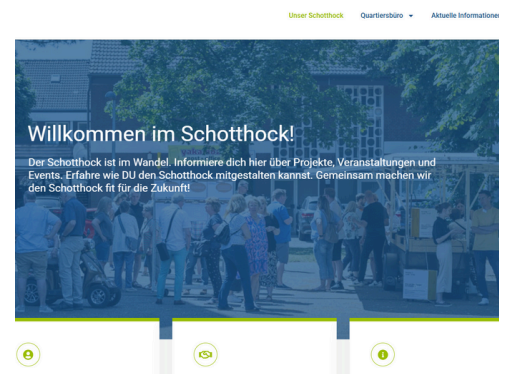 Unser Schotthock Quartiersbüro Aktuelle Informationen
Willkommen im Schotthock!
Der Schotthock ist im Wandel. Informiere dich hier über Projekte, Veranstaltungen und
Events. Erfahre wie DU den Schotthock mitgestalten kannst. Gemeinsam machen wir
den Schotthock fit für die Zukunft!